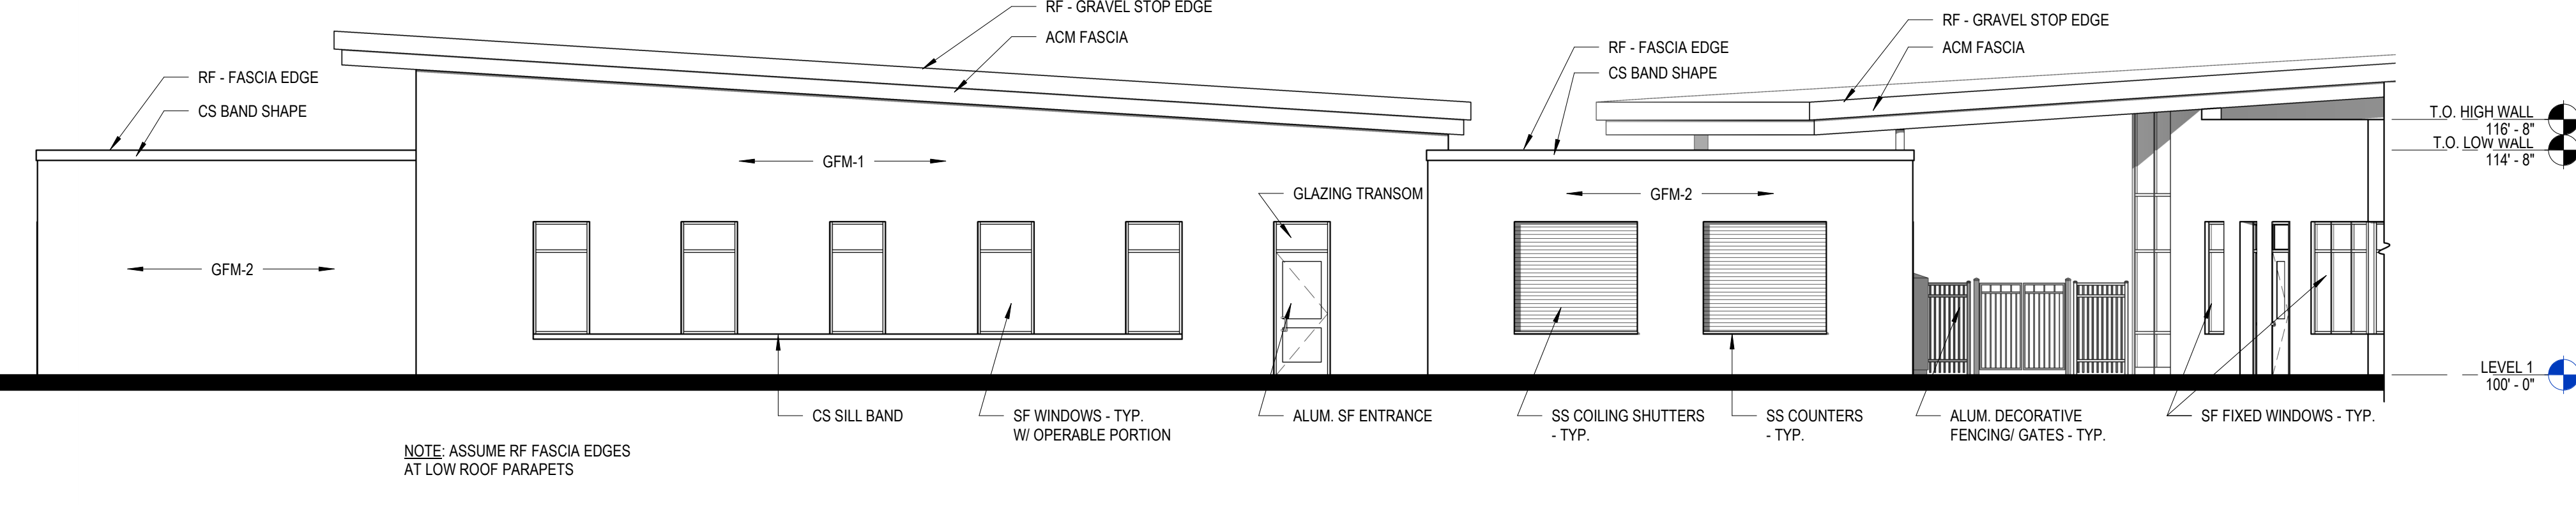 RF - GRAVEL STOP EDGE
ACM FASCIA
RF - FASCIA EDGE
CS BAND SHAPE
RF - FASCIA EDGE
CS BAND SHAPE
RF - GRAVEL STOP EDGE
ACM FASCIA
T.O. HIGH WALL
116' - 8"
T.O. LOW WALL
114' - 8"
GFM-1
GLAZING TRANSOM
GFM-2
GFM-2
LEVEL 1
100' - 0"
CS SILL BAND
SF WINDOWS - TYP.
W/ OPERABLE PORTION
ALUM. SF ENTRANCE
SS COILING SHUTTERS
- TYP.
SS COUNTERS
- TYP.
ALUM. DECORATIVE
FENCING/ GATES - TYP.
SF FIXED WINDOWS - TYP.
NOTE: ASSUME RF FASCIA EDGES
AT LOW ROOF PARAPETS